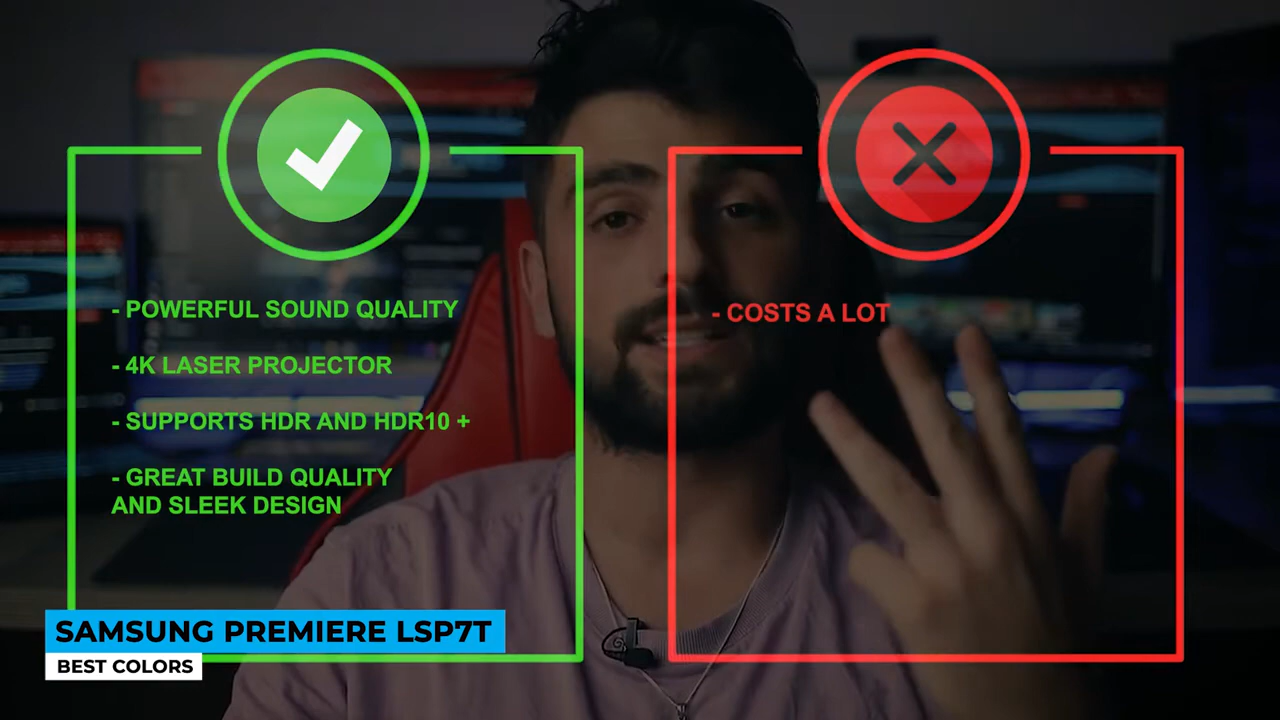 - POWERFUL SOUND QUALITY
- 4K LASER PROJECTOR
- SUPPORTS HDR AND HDR10 +
- GREAT BUILD QUALITY
AND SLEEK DESIGN
- COSTS A LOT
SAMSUNG PREMIERE LSP7T
BEST COLORS